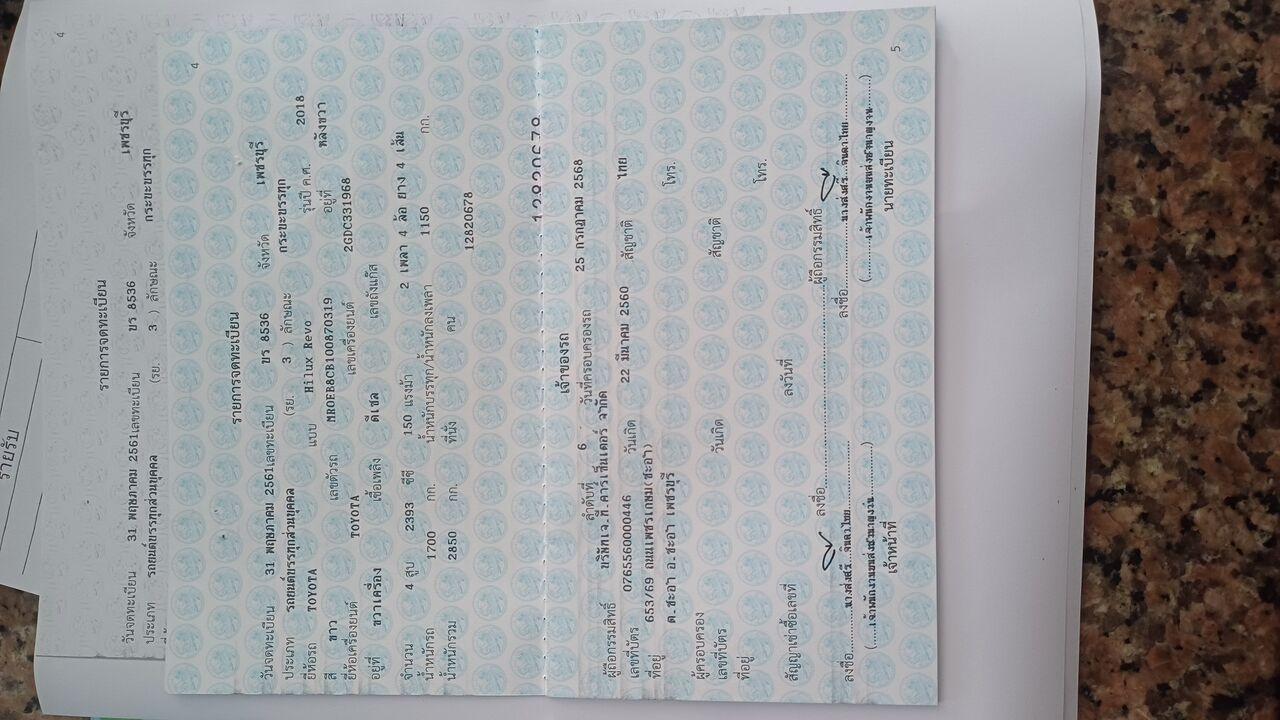 รายรับ
4
รายการจดทะเบียน
วันจดทะเบียน 31 พฤษภาคม 2561เลขทะเบียน ขร 8536 จังหวัด เพชรบุรี
ประเภท รถยนต์บรรทุกส่วนบุคคล (รย. 3 ) ลักษณะ กระบะบรรทุก
4
รายการจดทะเบียน
วันจดทะเบียน 31 พฤษภาคม 2561เลขทะเบียน ขร 8536 จังหวัด เพชรบุรี
ประเภท รถยนต์บรรทุกส่วนบุคคล (รย. 3 ) ลักษณะ กระบะบรรทุก
ยี่ห้อรถ TOYOTA แบบ Hilux Revo รุ่นปี ค.ศ. 2018
สี ขาว เลขตัวรถ MR0EB8CB100870319 อยู่ที่ หลังขวา
ยี่ห้อเครื่องยนต์ TOYOTA เลขเครื่องยนต์ 2GDC331968
อยู่ที่ ขวาเครื่อง เชื้อเพลิง ดีเซล เลขถังแก๊ส
จำนวน 4 สูบ 2393 ซีซี 150 แรงม้า 2 เพลา 4 ล้อ ยาง 4 เส้น
น้ำหนักรถ 1700 กก. น้ำหนักบรรทุก/น้ำหนักลงเพลา 1150 กก.
น้ำหนักรวม 2850 กก. ที่นั่ง คน 12820678
12820678
เจ้าของรถ
ลำดับที่ 6 วันที่ครอบครองรถ 25 กรกฎาคม 2568
ผู้ถือกรรมสิทธิ์ บริษัทเจ.ที.คาร์เซ็นเตอร์ จำกัด
เลขที่บัตร 0765560000446 วันเกิด 22 มีนาคม 2560 สัญชาติ ไทย
ที่อยู่ 653/69 ถนนเพชรเกษม(ชะอำ) โทร.
ต.ชะอำ อ.ชะอำ เพชรบุรี
ผู้ครอบครอง
เลขที่บัตร วันเกิด สัญชาติ
ที่อยู่ โทร.
สัญญาเช่าซื้อเลขที่ ลงวันที่
ลงชื่อ ผู้ถือกรรมสิทธิ์
ลงชื่อ ลงชื่อ
เจ้าหน้าที่ นายทะเบียน
5